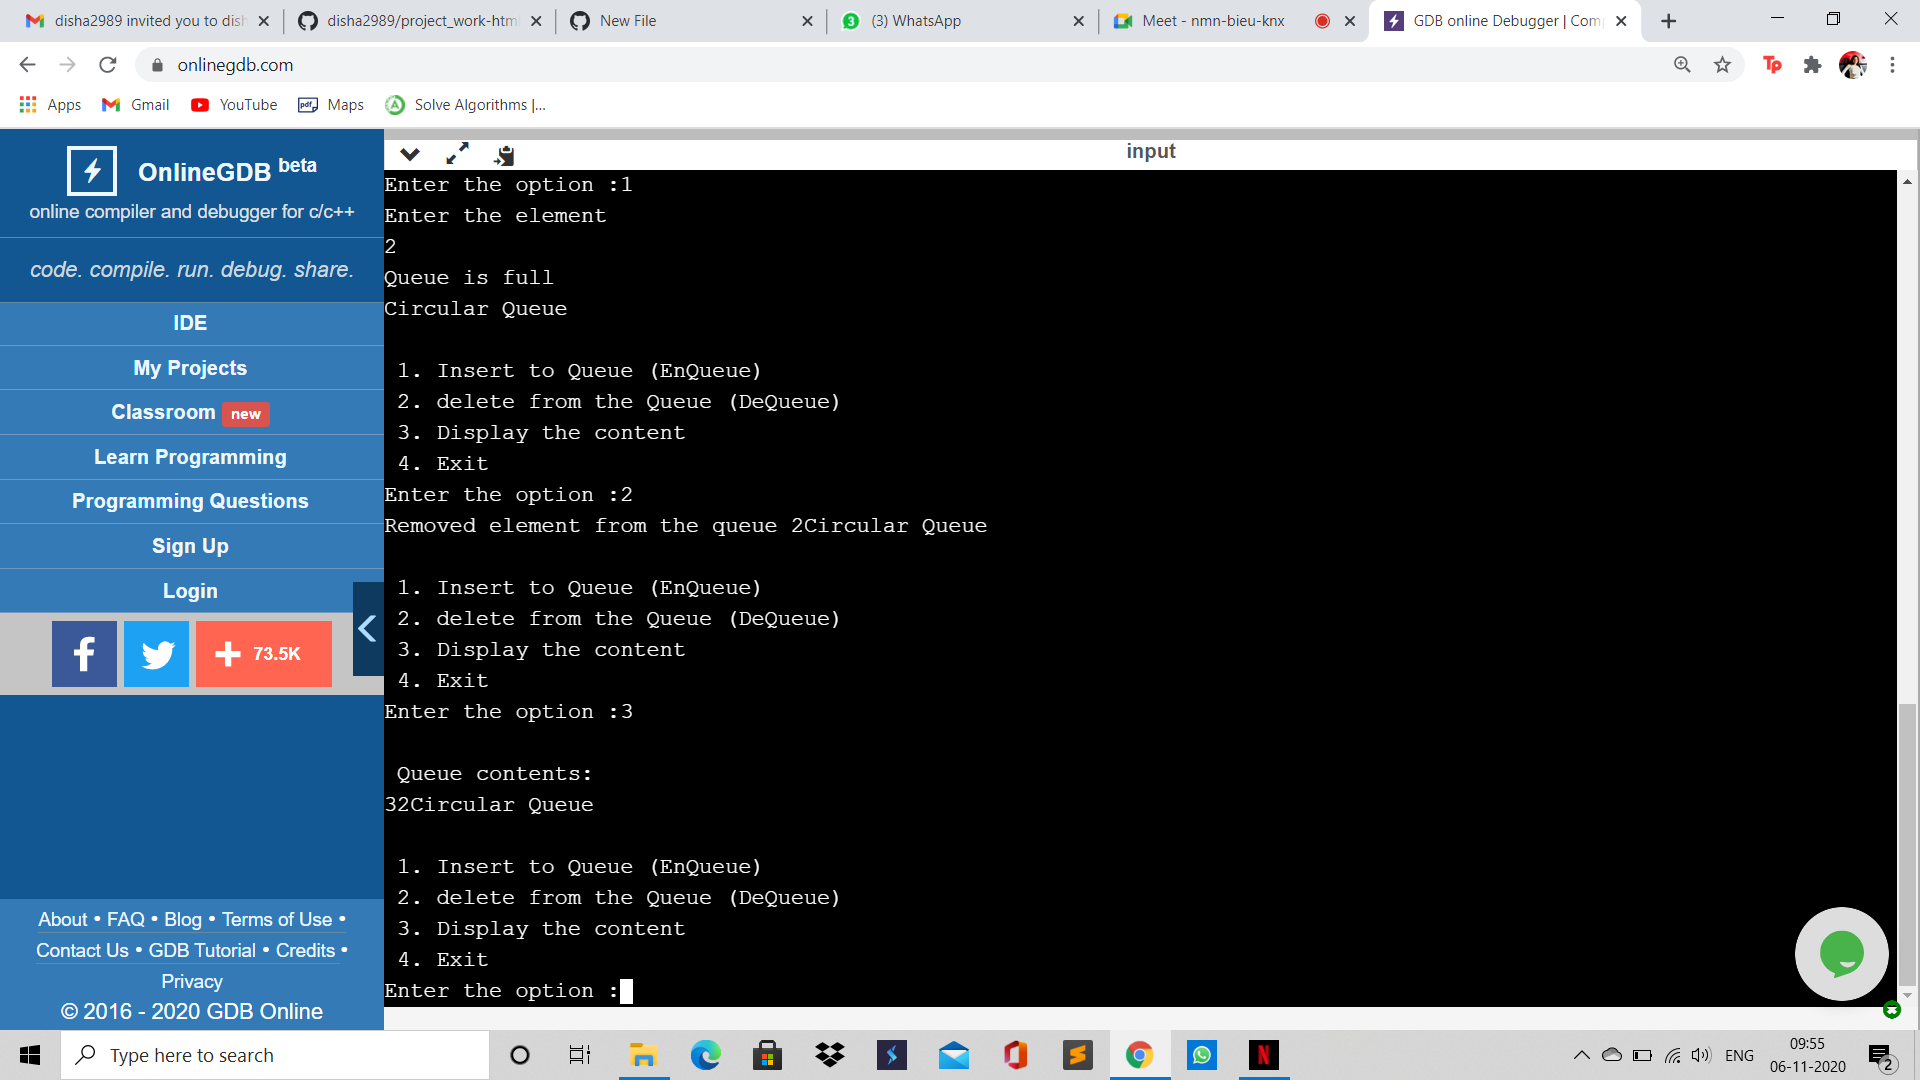 disha2989 invited you to dish
disha2989/project_work-htm
New File
(3) WhatsApp
Meet - nmn-bieu-knx
GDB online Debugger | Com
onlinegdb.com
Apps
Gmail
YouTube
Maps
Solve Algorithms |...
OnlineGDB beta
online compiler and debugger for c/c++
code. compile. run. debug. share.
IDE
My Projects
Classroom new
Learn Programming
Programming Questions
Sign Up
Login
73.5K
About • FAQ • Blog • Terms of Use •
Contact Us • GDB Tutorial • Credits •
Privacy
© 2016 - 2020 GDB Online
input
Enter the option :1
Enter the element
2
Queue is full
Circular Queue
1. Insert to Queue (EnQueue)
2. delete from the Queue (DeQueue)
3. Display the content
4. Exit
Enter the option :2
Removed element from the queue 2Circular Queue
1. Insert to Queue (EnQueue)
2. delete from the Queue (DeQueue)
3. Display the content
4. Exit
Enter the option :3
Queue contents:
32Circular Queue
1. Insert to Queue (EnQueue)
2. delete from the Queue (DeQueue)
3. Display the content
4. Exit
Enter the option :
Type here to search
ENG
09:55
06-11-2020
2